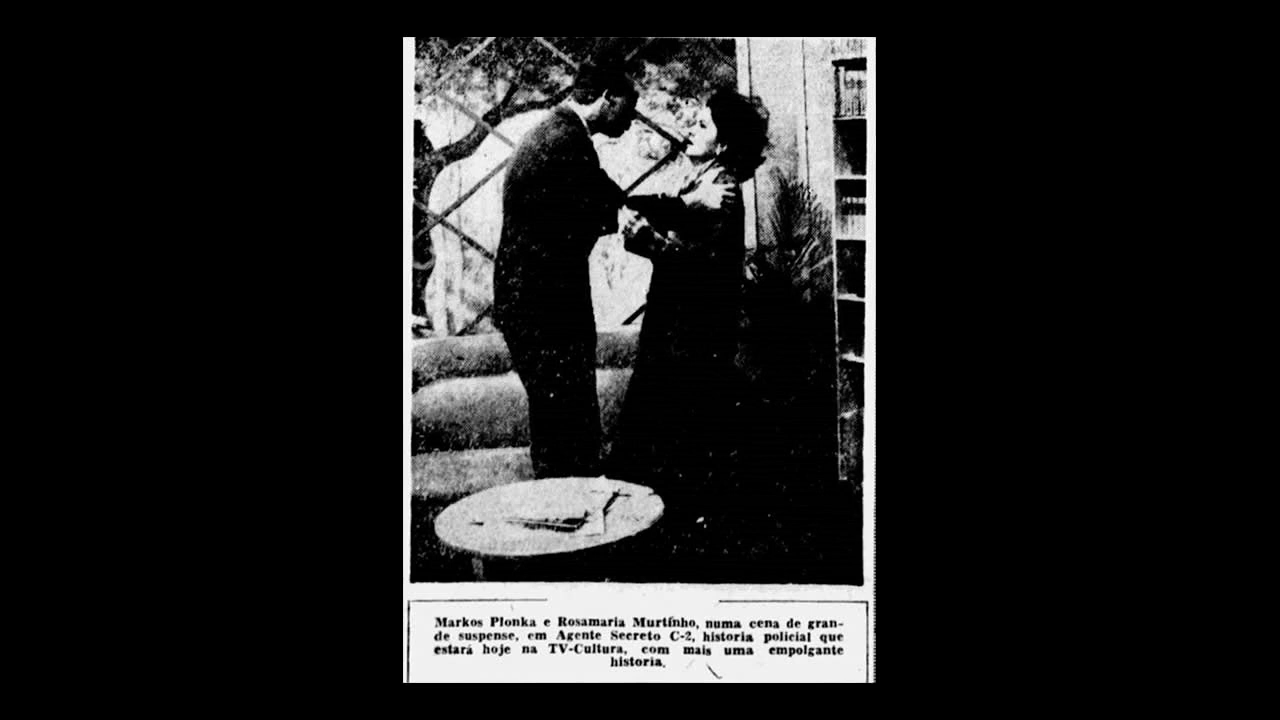 Markos Plonka e Rosamaria Murtinho, numa cena de gran-
de suspense, em Agente Secreto C-2, historia policial que
estará hoje na TV-Cultura, com mais uma empolgante
historia.